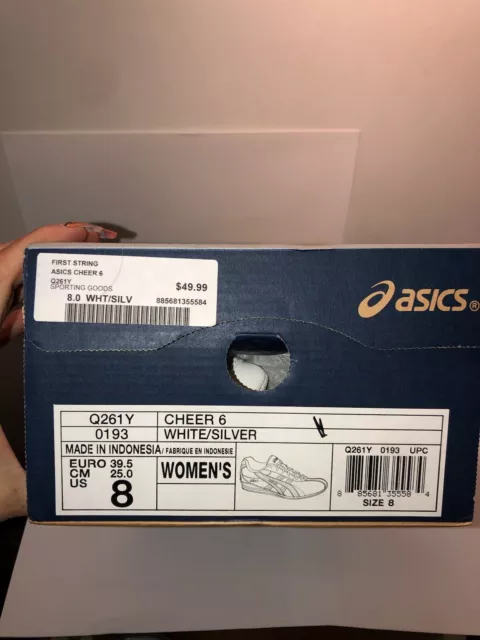 FIRST STRING
ASICS CHEER 6
Q261Y
SPORTING GOODS
$49.99
8.0 WHT/SILV
885681355584
asics®
Q261Y CHEER 6
0193 WHITE/SILVER
MADE IN INDONESIA/FABRIQUE EN INDONESIE
EURO 39.5
CM 25.0
US 8
WOMEN'S
Q261Y 0193 UPC
8 85681 35558 4
SIZE 8